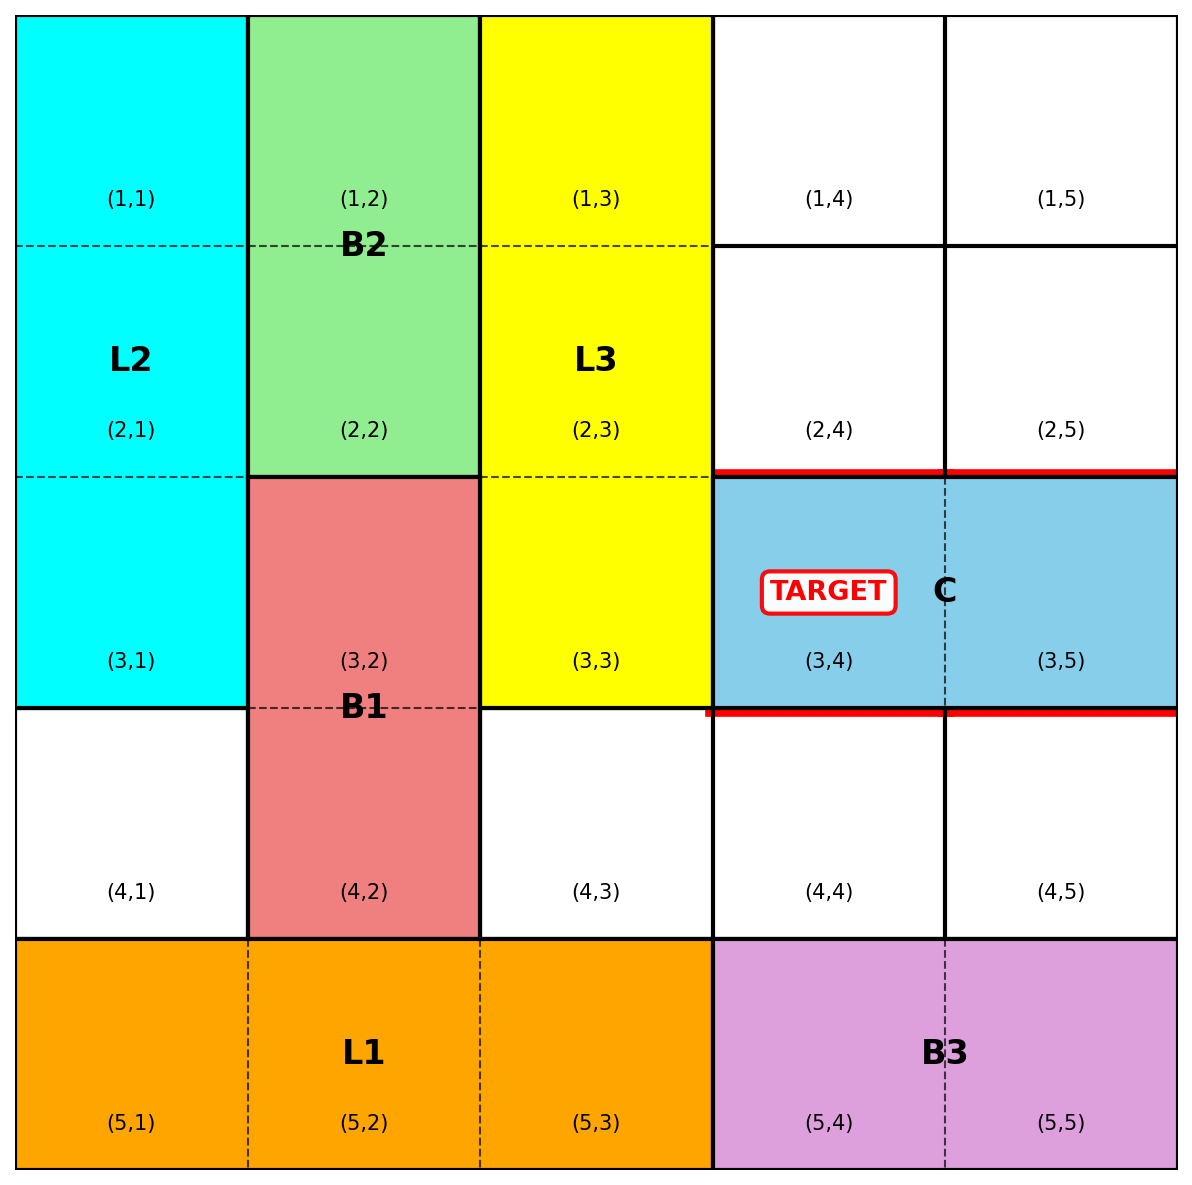 (1,1) (1,2) (1,3) (1,4) (1,5)
B2
L2 L3
(2,1) (2,2) (2,3) (2,4) (2,5)
TARGET C
(3,1) (3,2) (3,3) (3,4) (3,5)
B1
(4,1) (4,2) (4,3) (4,4) (4,5)
L1 B3
(5,1) (5,2) (5,3) (5,4) (5,5)